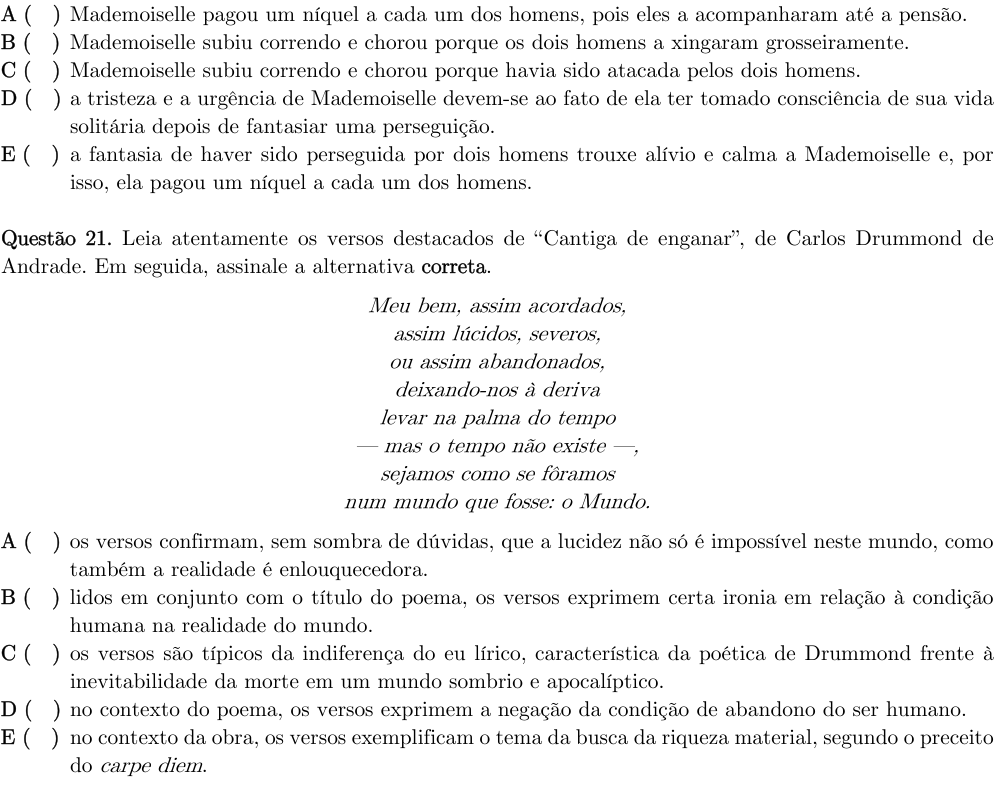 A ( ) Mademoiselle pagou um níquel a cada um dos homens, pois eles a acompanharam até a pensão.
B ( ) Mademoiselle subiu correndo e chorou porque os dois homens a xingaram grosseiramente.
C ( ) Mademoiselle subiu correndo e chorou porque havia sido atacada pelos dois homens.
D ( ) a tristeza e a urgência de Mademoiselle devem-se ao fato de ela ter tomado consciência de sua vida
solitária depois de fantasiar uma perseguição.
E ( ) a fantasia de haver sido perseguida por dois homens trouxe alívio e calma a Mademoiselle e, por
isso, ela pagou um níquel a cada um dos homens.
Questão 21. Leia atentamente os versos destacados de “Cantiga de enganar”, de Carlos Drummond de
Andrade. Em seguida, assinale a alternativa correta.
Meu bem, assim acordados,
assim lúcidos, severos,
ou assim abandonados,
deixando-nos à deriva
levar na palma do tempo
— mas o tempo não existe —,
sejamos como se fôramos
num mundo que fosse: o Mundo.
A ( ) os versos confirmam, sem sombra de dúvidas, que a lucidez não só é impossível neste mundo, como
também a realidade é enlouquecedora.
B ( ) lidos em conjunto com o título do poema, os versos exprimem certa ironia em relação à condição
humana na realidade do mundo.
C ( ) os versos são típicos da indiferença do eu lírico, característica da poética de Drummond frente à
inevitabilidade da morte em um mundo sombrio e apocalíptico.
D ( ) no contexto do poema, os versos exprimem a negação da condição de abandono do ser humano.
E ( ) no contexto da obra, os versos exemplificam o tema da busca da riqueza material, segundo o preceito
do carpe diem.